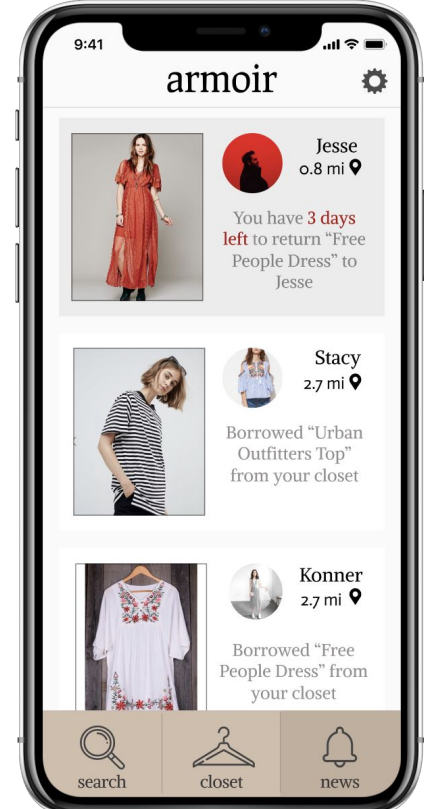 9:41
armoir
Jesse
0.8 mi
You have 3 days
left to return “Free
People Dress” to
Jesse
Stacy
2.7 mi
Borrowed “Urban
Outfitters Top”
from your closet
Konner
2.7 mi
Borrowed “Free
People Dress” from
your closet
search
closet
news